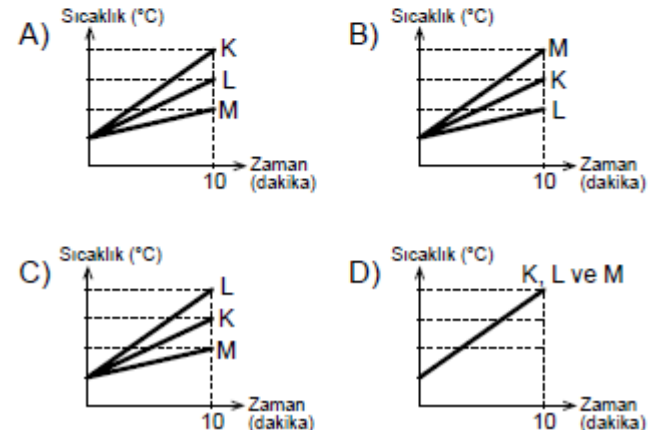 A) Sıcaklık (°C)
K
L
M
10
Zaman
(dakika)
B) Sıcaklık (°C)
M
K
L
10
Zaman
(dakika)
C) Sıcaklık (°C)
L
K
M
10
Zaman
(dakika)
D) Sıcaklık (°C)
K, L ve M
10
Zaman
(dakika)